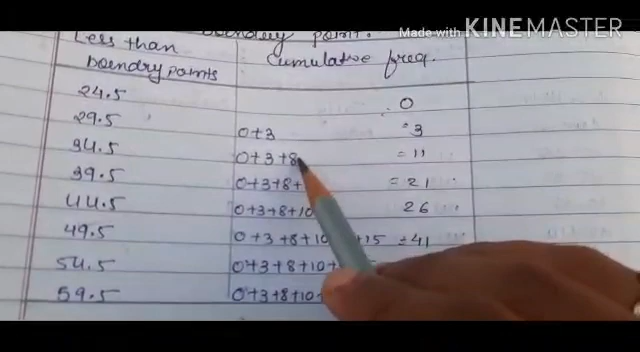 Made with KINEMASTER
boundry point.
Less than
boundry points
Cumulative freq.
24.5 0
29.5 0+3 =3
34.5 0+3+8 =11
39.5 0+3+8+ =21
44.5 0+3+8+10 26
49.5 0+3+8+10 +15 =41
54.5 0+3+8+10+
59.5 0+3+8+10+